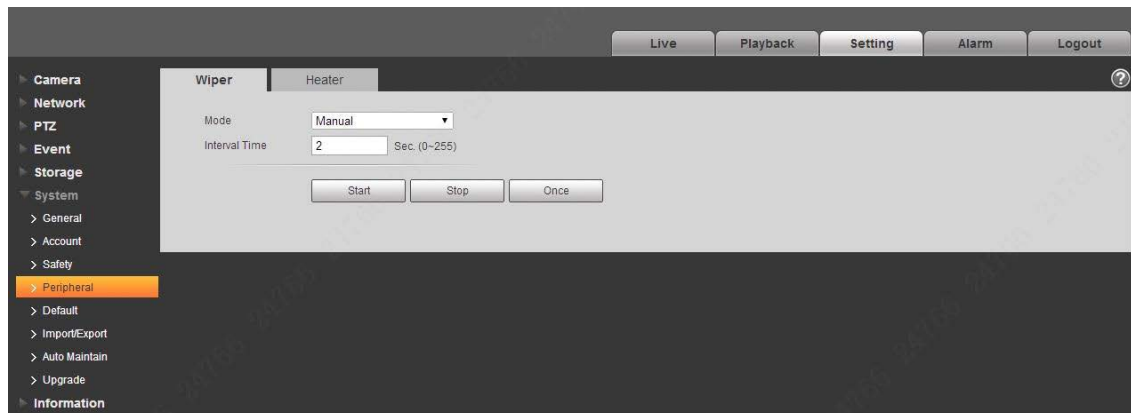 Live Playback Setting Alarm Logout
Camera
Network
PTZ
Event
Storage
System
General
Account
Safety
Peripheral
Default
Import/Export
Auto Maintain
Upgrade
Information
Wiper Heater
?
Mode Manual
Interval Time 2 Sec. (0~255)
Start Stop Once